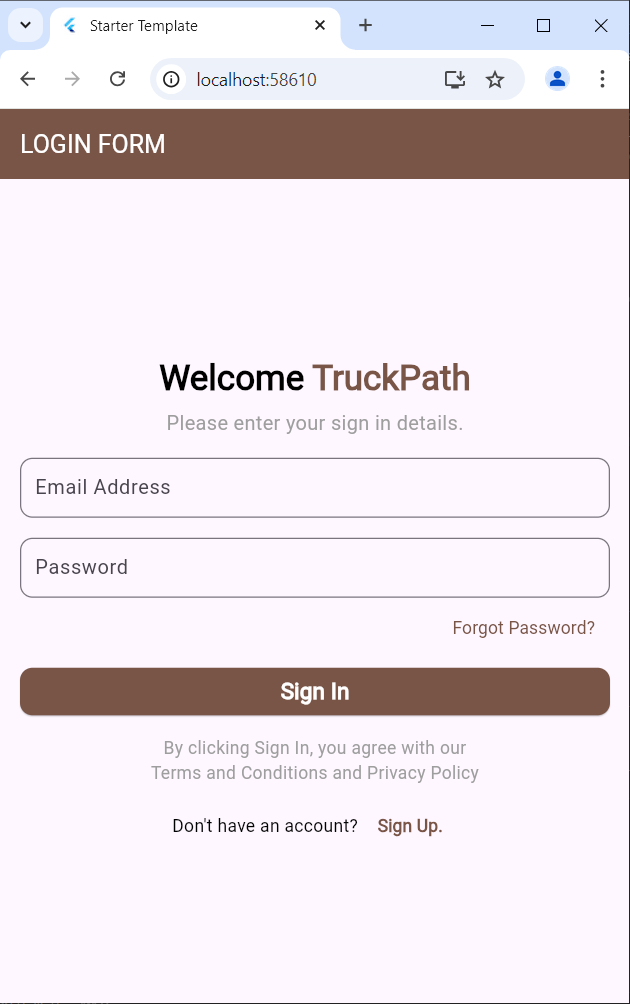 Starter Template
localhost:58610
LOGIN FORM
Welcome TruckPath
Please enter your sign in details.
Email Address
Password
Forgot Password?
Sign In
By clicking Sign In, you agree with our
Terms and Conditions and Privacy Policy
Don't have an account? Sign Up.